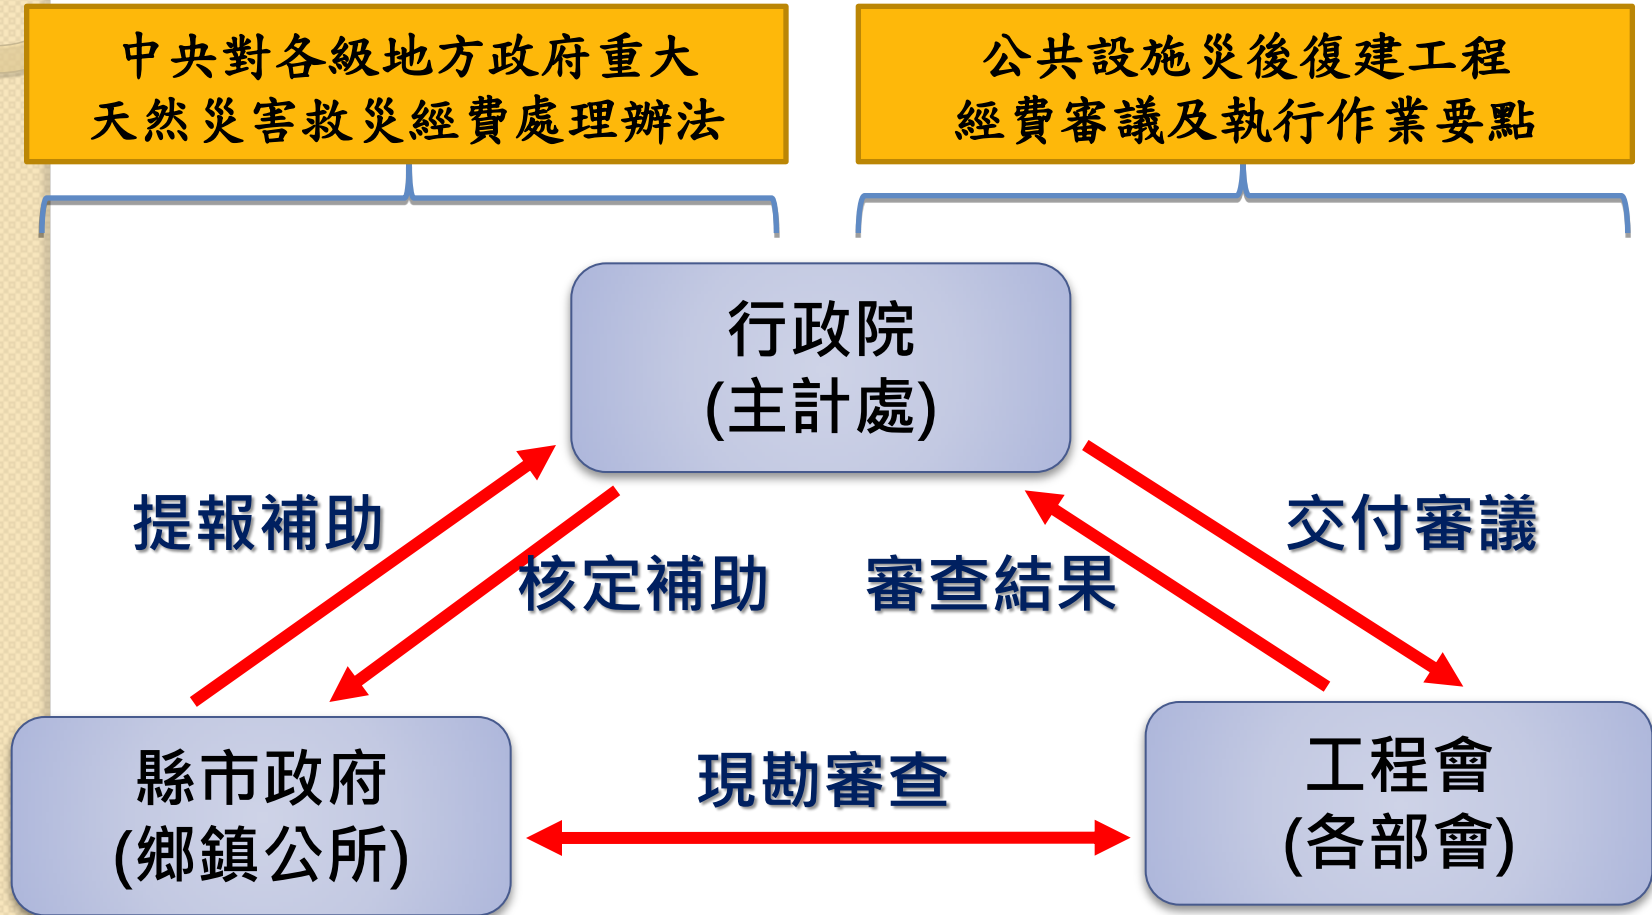 中央對各級地方政府重大
天然災害救災經費處理辦法
公共設施災後復建工程
經費審議及執行作業要點
行政院
(主計處)
提報補助
交付審議
核定補助
審查結果
縣市政府
(鄉鎮公所)
現勘審查
工程會
(各部會)